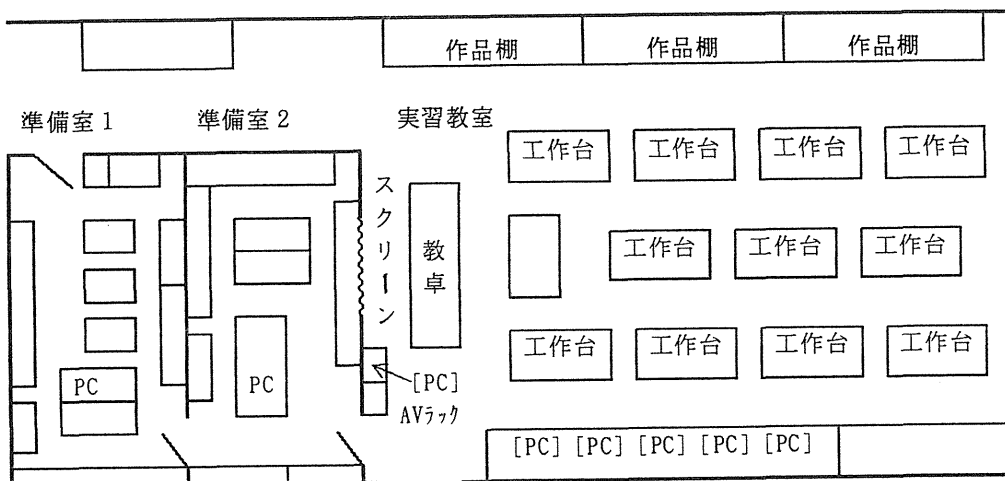 作品棚 作品棚 作品棚
準備室1 準備室2 実習教室
工作台 工作台 工作台 工作台
スクリーン
教卓
工作台 工作台 工作台
工作台 工作台 工作台 工作台
PC
PC
[PC]
AVラック
[PC] [PC] [PC] [PC] [PC]